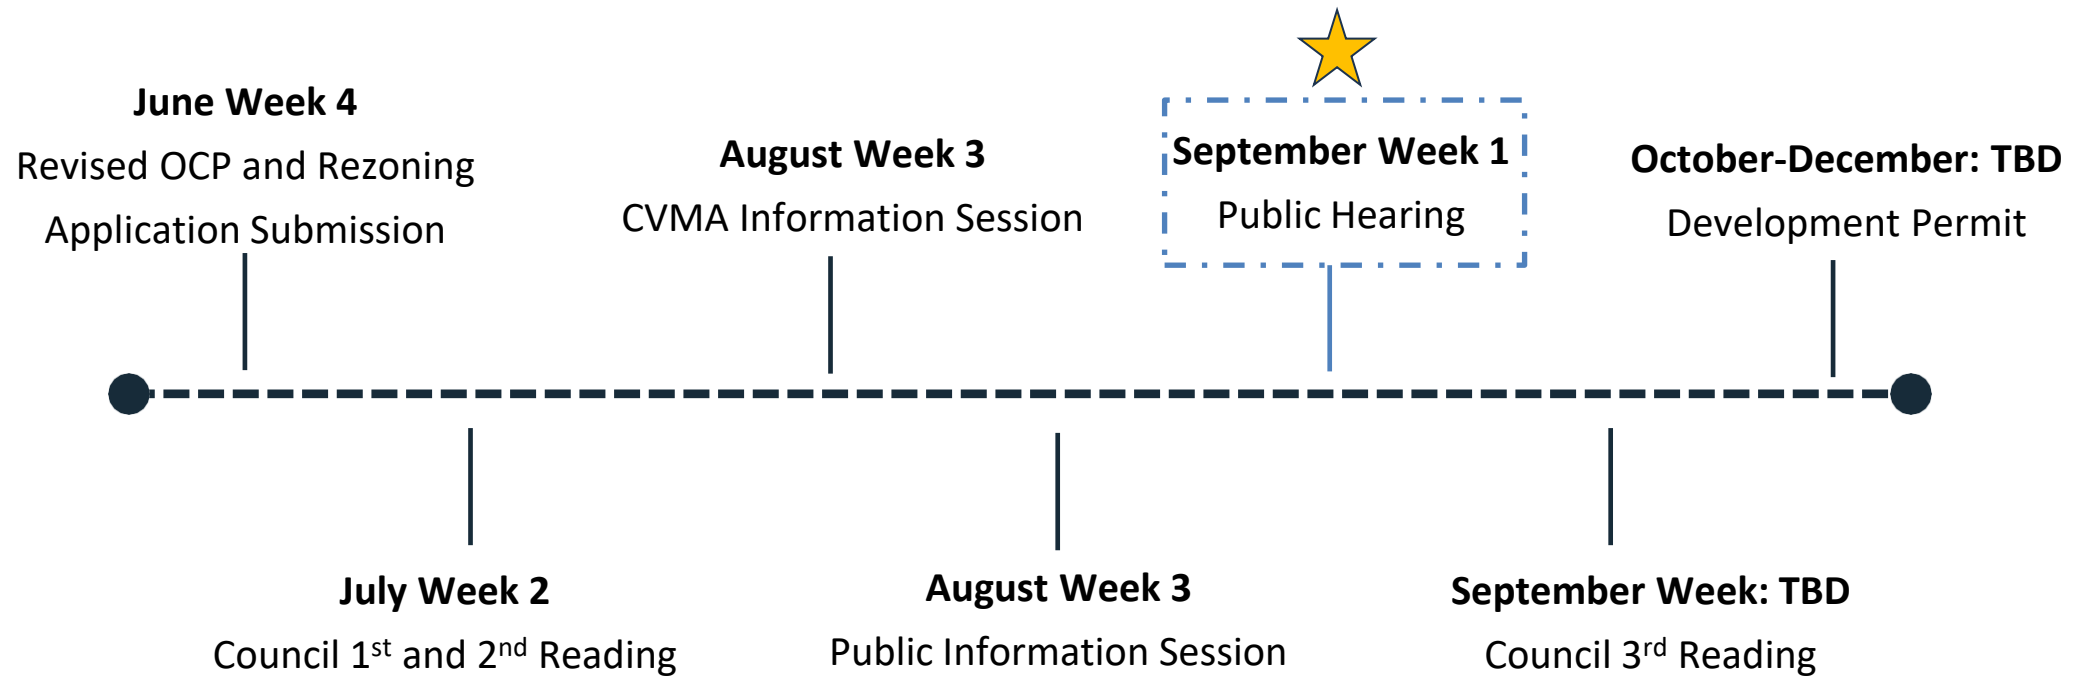 June Week 4
Revised OCP and Rezoning
Application Submission
July Week 2
Council 1st and 2nd Reading
August Week 3
CVMA Information Session
August Week 3
Public Information Session
September Week 1
Public Hearing
September Week: TBD
Council 3rd Reading
October-December: TBD
Development Permit